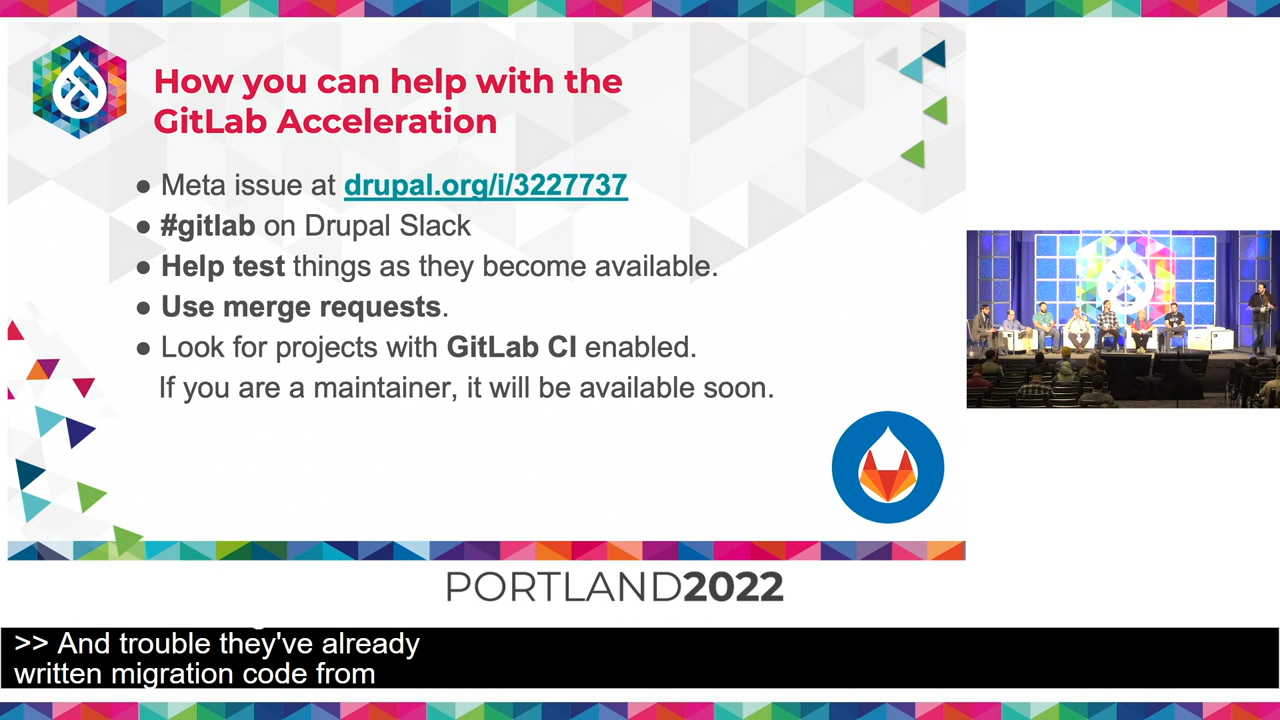 How you can help with the
GitLab Acceleration
● Meta issue at drupal.org/i/3227737
● #gitlab on Drupal Slack
● Help test things as they become available.
● Use merge requests.
● Look for projects with GitLab CI enabled.
If you are a maintainer, it will be available soon.
PORTLAND2022
>> And trouble they've already
written migration code from